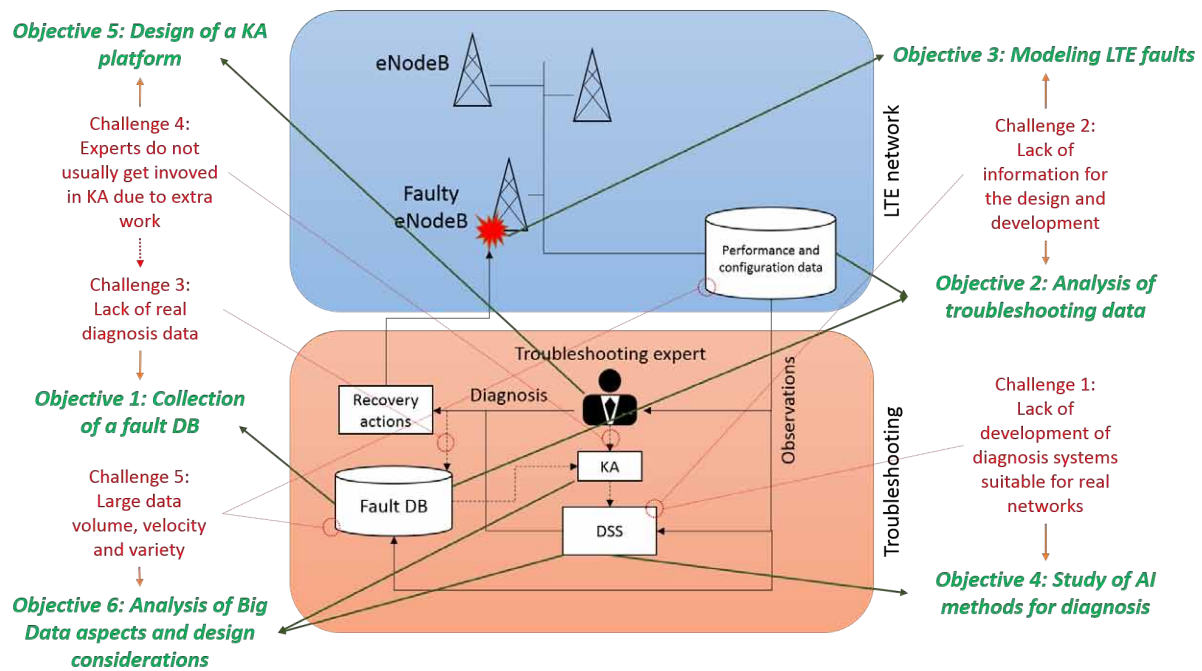 Objective 5: Design of a KA
platform
Challenge 4:
Experts do not
usually get invoved
in KA due to extra
work
Challenge 3:
Lack of real
diagnosis data
Objective 1: Collection
of a fault DB
Challenge 5:
Large data
volume, velocity
and variety
Objective 6: Analysis of Big
Data aspects and design
considerations
eNodeB
Faulty
eNodeB
Performance and
configuration data
LTE network
Troubleshooting expert
Diagnosis
Recovery
actions
Observations
KA
Fault DB
DSS
Troubleshooting
Objective 3: Modeling LTE faults
Challenge 2:
Lack of
information for
the design and
development
Objective 2: Analysis of
troubleshooting data
Challenge 1:
Lack of
development of
diagnosis systems
suitable for real
networks
Objective 4: Study of AI
methods for diagnosis